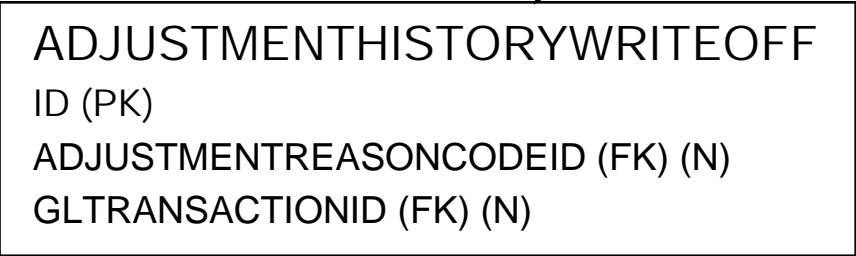 ADJUSTMENTHISTORYWRITEOFF
ID (PK)
ADJUSTMENTREASONCODEID (FK) (N)
GLTRANSACTIONID (FK) (N)